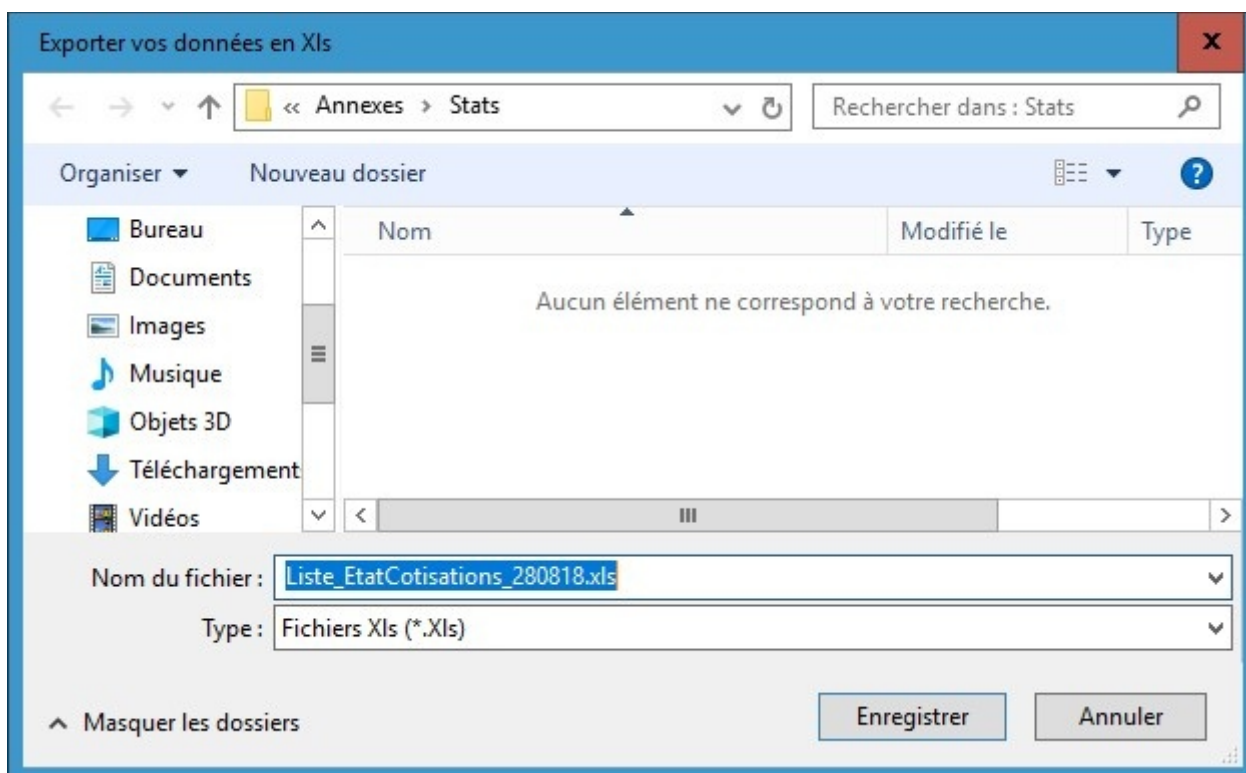 Exporter vos données en Xls
« Annexes > Stats
Rechercher dans : Stats
Organiser
Nouveau dossier
Bureau
Documents
Images
Musique
Objets 3D
Téléchargement
Vidéos
Nom
Modifié le
Type
Aucun élément ne correspond à votre recherche.
Nom du fichier : Liste_EtatCotisations_280818.xls
Type : Fichiers Xls (*.Xls)
Masquer les dossiers
Enregistrer
Annuler